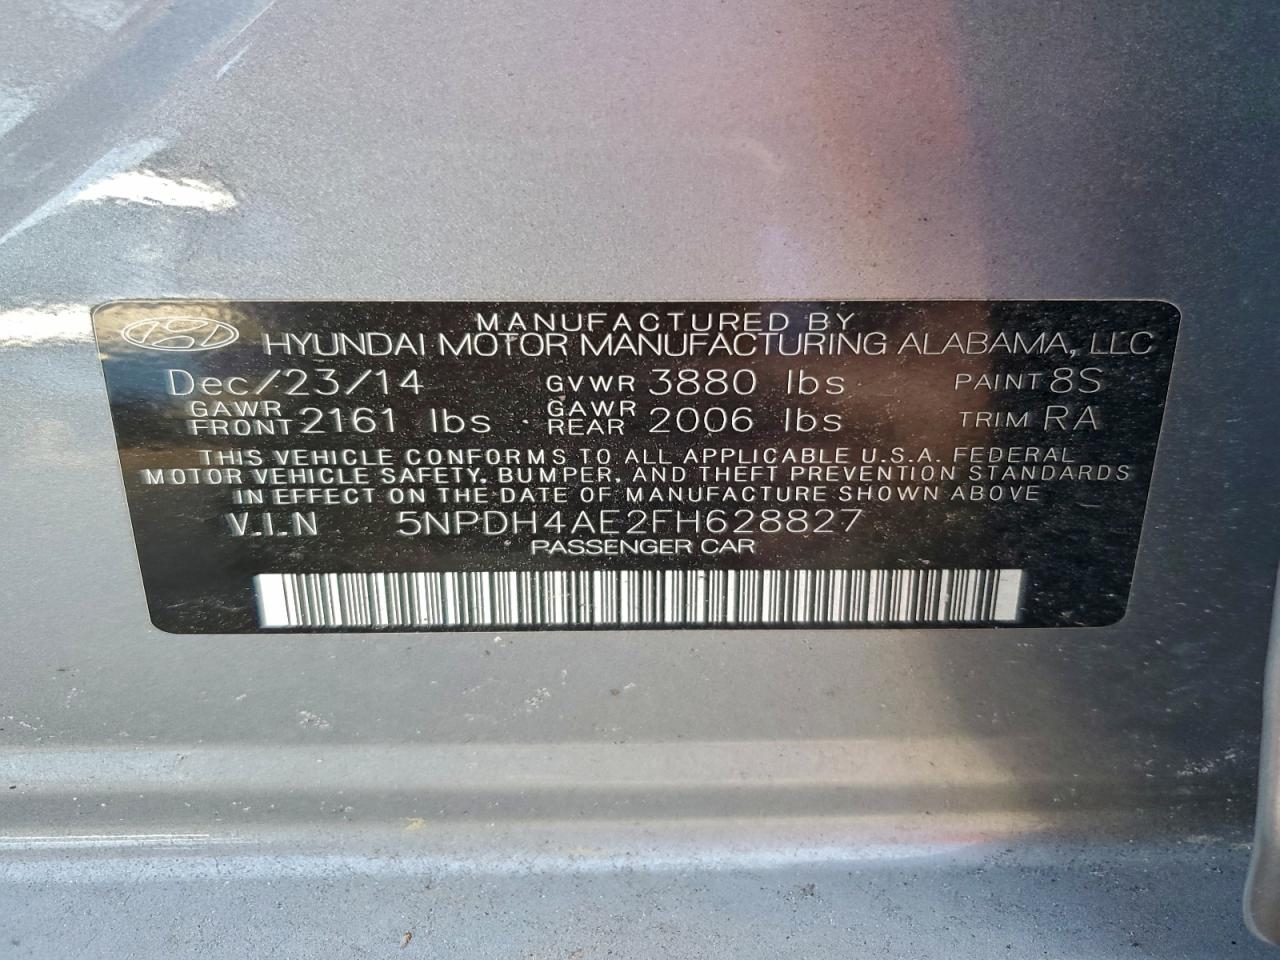 MANUFACTURED BY
HYUNDAI MOTOR MANUFACTURING ALABAMA, LLC
Dec/23/14 GVWR 3880 lbs PAINT 8S
GAWR FRONT 2161 lbs GAWR REAR 2006 lbs TRIM RA
THIS VEHICLE CONFORMS TO ALL APPLICABLE U.S.A. FEDERAL
MOTOR VEHICLE SAFETY, BUMPER, AND THEFT PREVENTION STANDARDS
IN EFFECT ON THE DATE OF MANUFACTURE SHOWN ABOVE
V.I.N 5NPDH4AE2FH628827
PASSENGER CAR